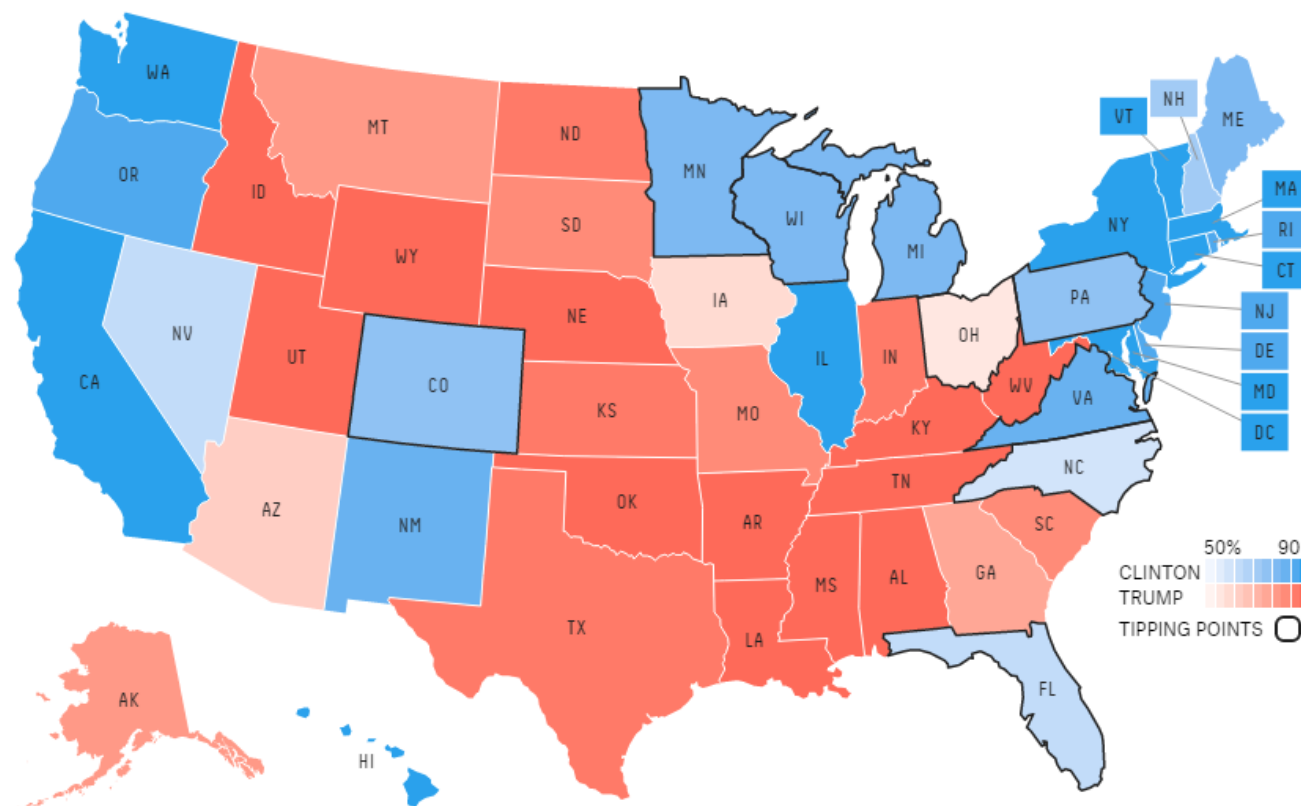 WA
VT
NH
ME
MT
ND
OR
MN
ID
SD
WI
MI
NY
MA
RI
CT
WY
IA
PA
NJ
NV
NE
OH
DE
UT
IL
IN
CA
CO
WV
MD
KS
MO
VA
DC
KY
NC
TN
AZ
NM
OK
AR
SC
GA
MS
AL
TX
LA
50% 90
CLINTON
TRUMP
TIPPING POINTS
FL
AK
HI